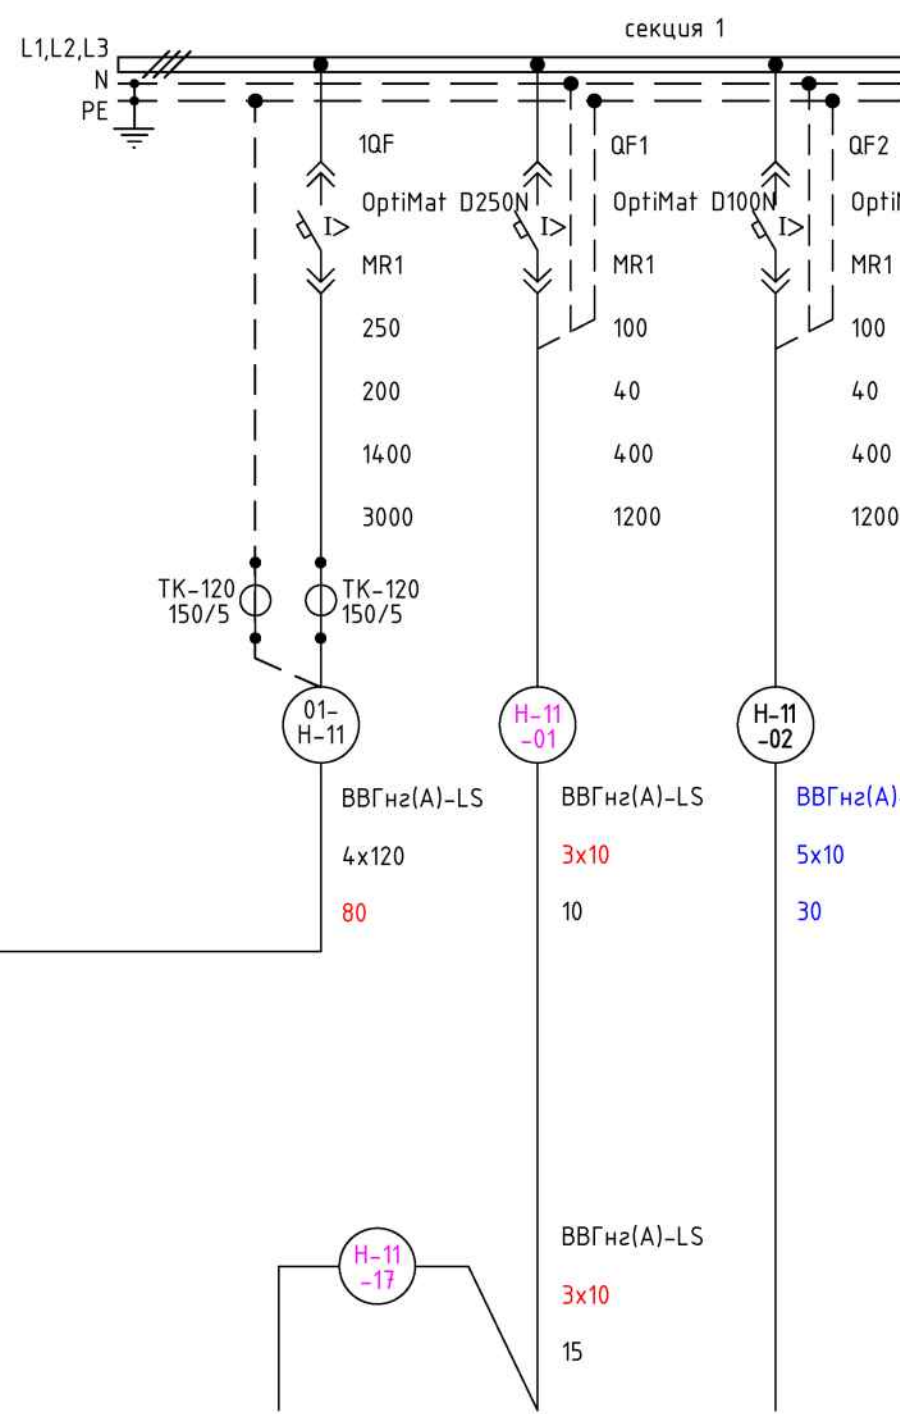 секция 1
L1,L2,L3
N
PE
1QF
OptiMat D250N
I>
MR1
250
200
1400
3000
TK-120
150/5
TK-120
150/5
01-
H-11
ВВГнг(А)-LS
4x120
80
QF1
OptiMat D100N
I>
MR1
100
40
400
1200
H-11
-01
ВВГнг(А)-LS
3x10
10
QF2
I>
MR1
100
40
400
1200
H-11
-02
ВВГнг(А)
5x10
30
H-11
-17
ВВГнг(А)-LS
3x10
15